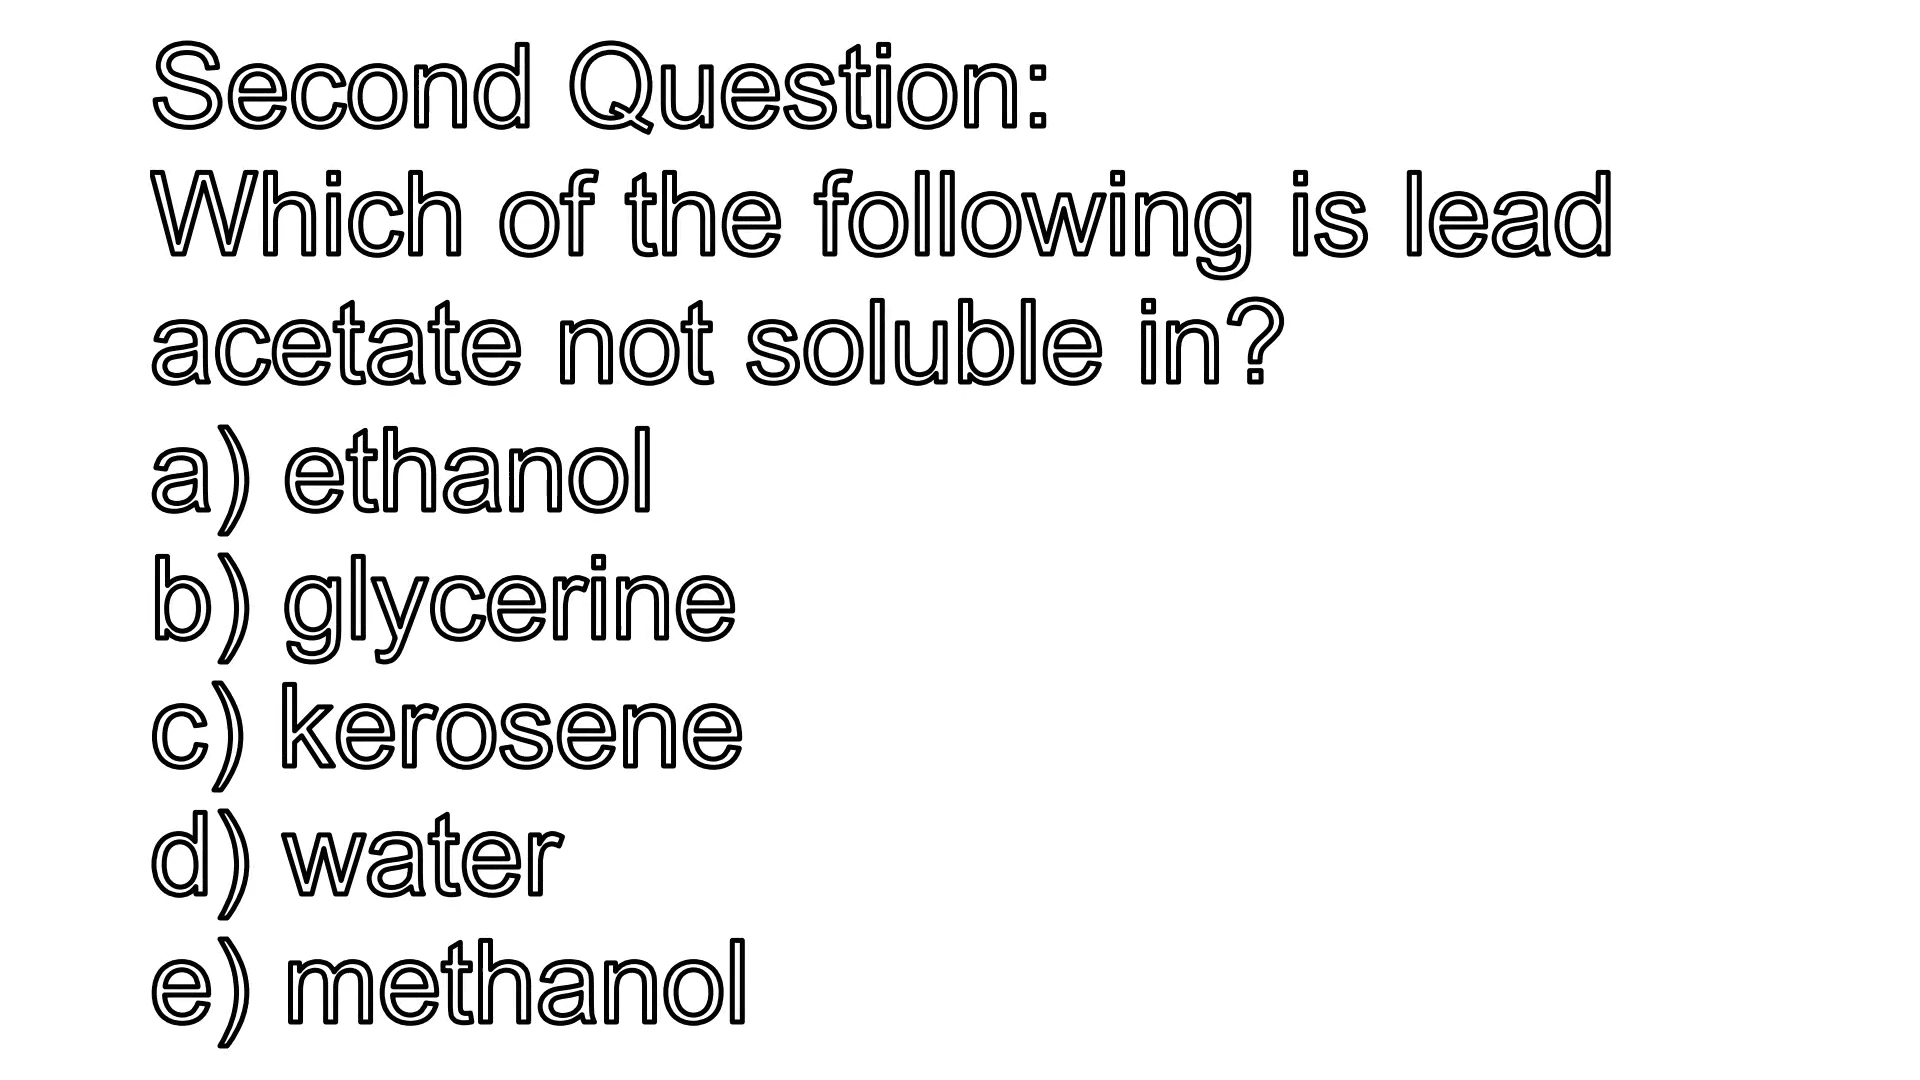 Second Question:
Which of the following is lead
acetate not soluble in?
a) ethanol
b) glycerine
c) kerosene
d) water
e) methanol